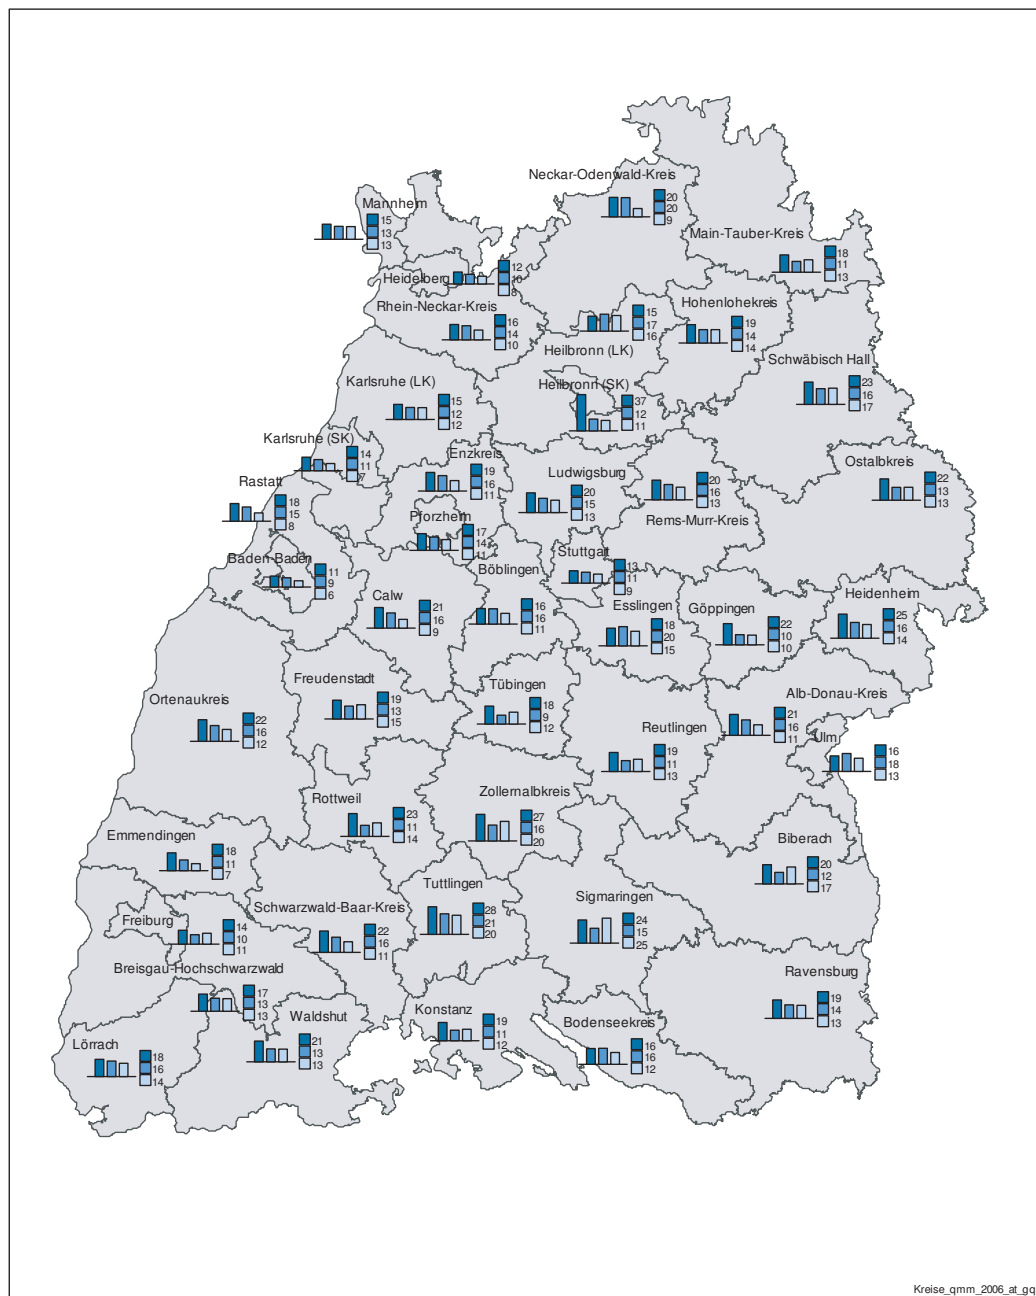 Neckar-Odenwald-Kreis
20
20
9
Mannheim
15
13
13
Main-Tauber-Kreis
18
11
13
Heidelberg
12
10
8
Rhein-Neckar-Kreis
16
14
10
Heilbronn (LK)
15
17
16
Hohenlohekreis
19
14
14
Schwäbisch Hall
23
16
17
Karlsruhe (LK)
15
12
12
Heilbronn (SK)
37
12
11
Karlsruhe (SK)
14
11
7
Enzkreis
19
16
11
Ludwigsburg
20
15
13
Rems-Murr-Kreis
20
16
13
Ostalbkreis
22
13
13
Rastatt
18
15
8
Pforzheim
17
14
11
Stuttgart
13
11
9
Baden-Baden
11
9
6
Calw
21
16
9
Böblingen
16
16
11
Esslingen
18
20
15
Göppingen
22
10
10
Heidenheim
25
16
14
Ortenaukreis
22
16
12
Freudenstadt
19
13
15
Tübingen
18
9
12
Reutlingen
19
11
13
Alb-Donau-Kreis
21
16
11
Ulm
16
18
13
Rottweil
23
11
14
Zollernalbkreis
27
16
20
Emmendingen
18
11
7
Biberach
20
12
17
Freiburg
14
10
11
Schwarzwald-Baar-Kreis
22
16
11
Tuttlingen
28
21
20
Sigmaringen
24
15
25
Breisgau-Hochschwarzwald
17
13
13
Ravensburg
19
14
13
Lörrach
18
16
14
Waldshut
21
13
13
Konstanz
19
11
12
Bodenseekreis
16
16
12
Kreise_qmm_2006_at_gq